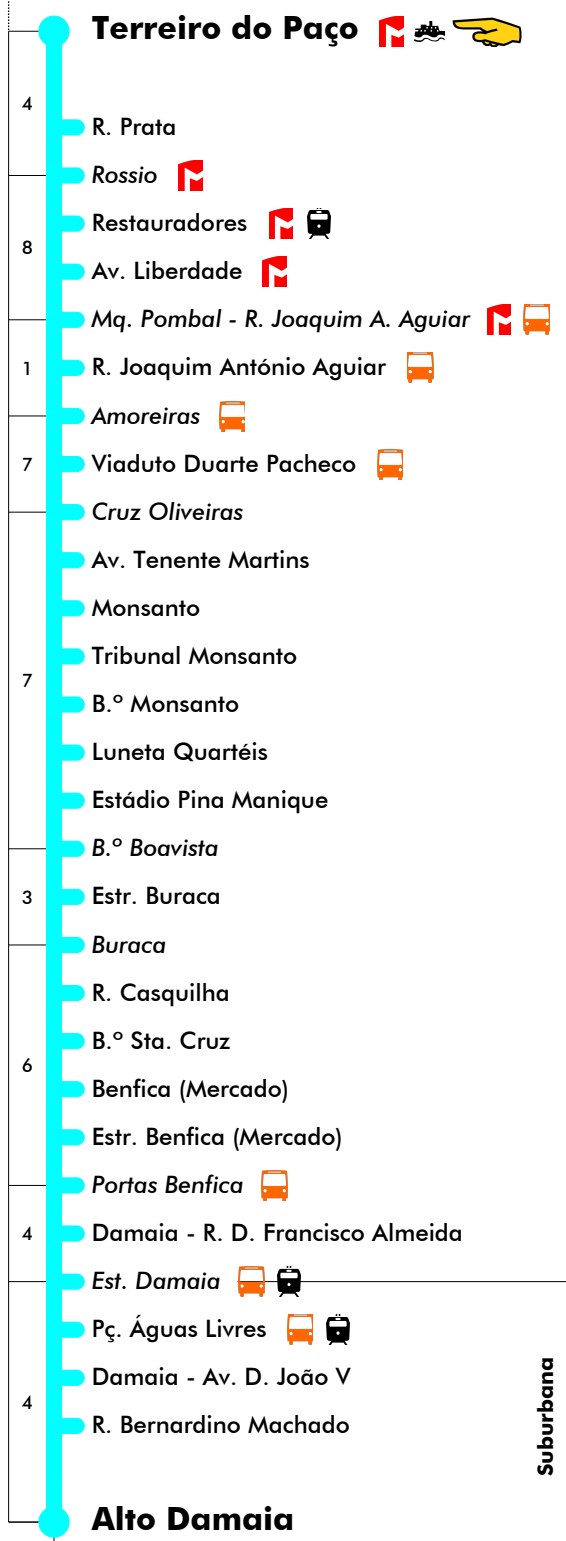 Terreiro do Paço
4
R. Prata
Rossio
Restauradores
8
Av. Liberdade
Mq. Pombal - R. Joaquim A. Aguiar
1
R. Joaquim António Aguiar
Amoreiras
7
Viaduto Duarte Pacheco
Cruz Oliveiras
Av. Tenente Martins
Monsanto
Tribunal Monsanto
7
B.º Monsanto
Luneta Quartéis
Estádio Pina Manique
B.º Boavista
3
Estr. Buraca
Buraca
R. Casquilha
B.º Sta. Cruz
6
Benfica (Mercado)
Estr. Benfica (Mercado)
Portas Benfica
4
Damaia - R. D. Francisco Almeida
Est. Damaia
Pç. Águas Livres
Damaia - Av. D. João V
4
R. Bernardino Machado
Suburbana
Alto Damaia